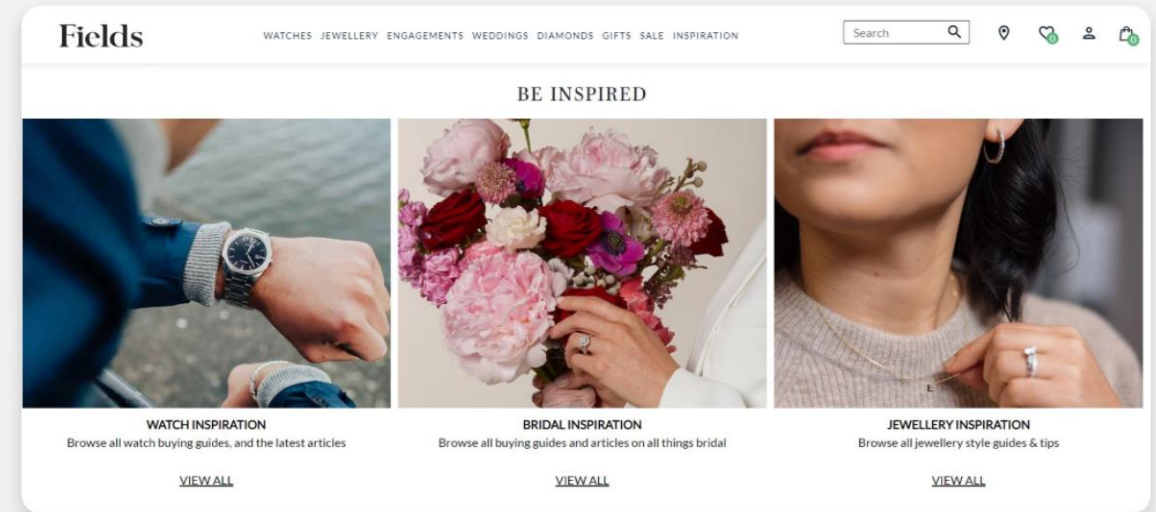 Fields
WATCHES JEWELLERY ENGAGEMENTS WEDDINGS DIAMONDS GIFTS SALE INSPIRATION
Search
0
0
BE INSPIRED
WATCH INSPIRATION
Browse all watch buying guides, and the latest articles
VIEW ALL
BRIDAL INSPIRATION
Browse all buying guides and articles on all things bridal
VIEW ALL
E
JEWELLERY INSPIRATION
Browse all jewellery style guides & tips
VIEW ALL